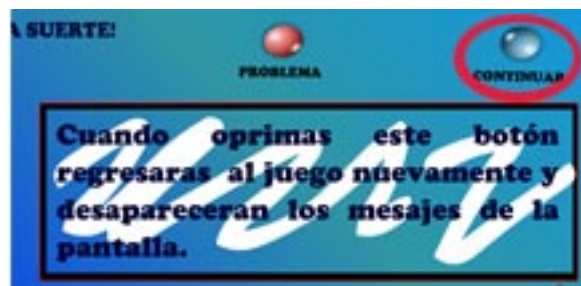 A SUERTE!
PROBLEMA
CONTINUAR
Cuando oprimas este botón
regresaras al juego nuevamente y
desapareceran los mesajes de la
pantalla.